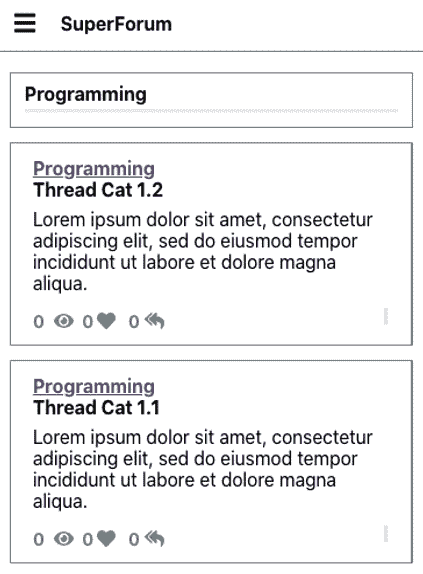 SuperForum
Programming
Programming
Thread Cat 1.2
Lorem ipsum dolor sit amet, consectetur
adipiscing elit, sed do eiusmod tempor
incididunt ut labore et dolore magna
aliqua.
0 0 0
Programming
Thread Cat 1.1
Lorem ipsum dolor sit amet, consectetur
adipiscing elit, sed do eiusmod tempor
incididunt ut labore et dolore magna
aliqua.
0 0 0